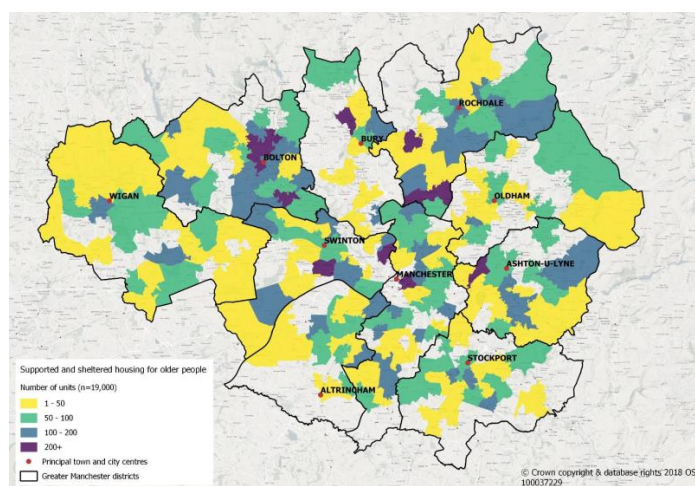 ROCHDALE
BURY
BOLTON
WIGAN
OLDHAM
SWINTON
ASHTON-U-LYNE
MANCHESTER
STOCKPORT
ALTRINCHAM
Supported and sheltered housing for older people
Number of units (n=19,000)
1 - 50
50 - 100
100 - 200
200+
Principal town and city centres
Greater Manchester districts
© Crown copyright & database rights 2018 OS
100037229